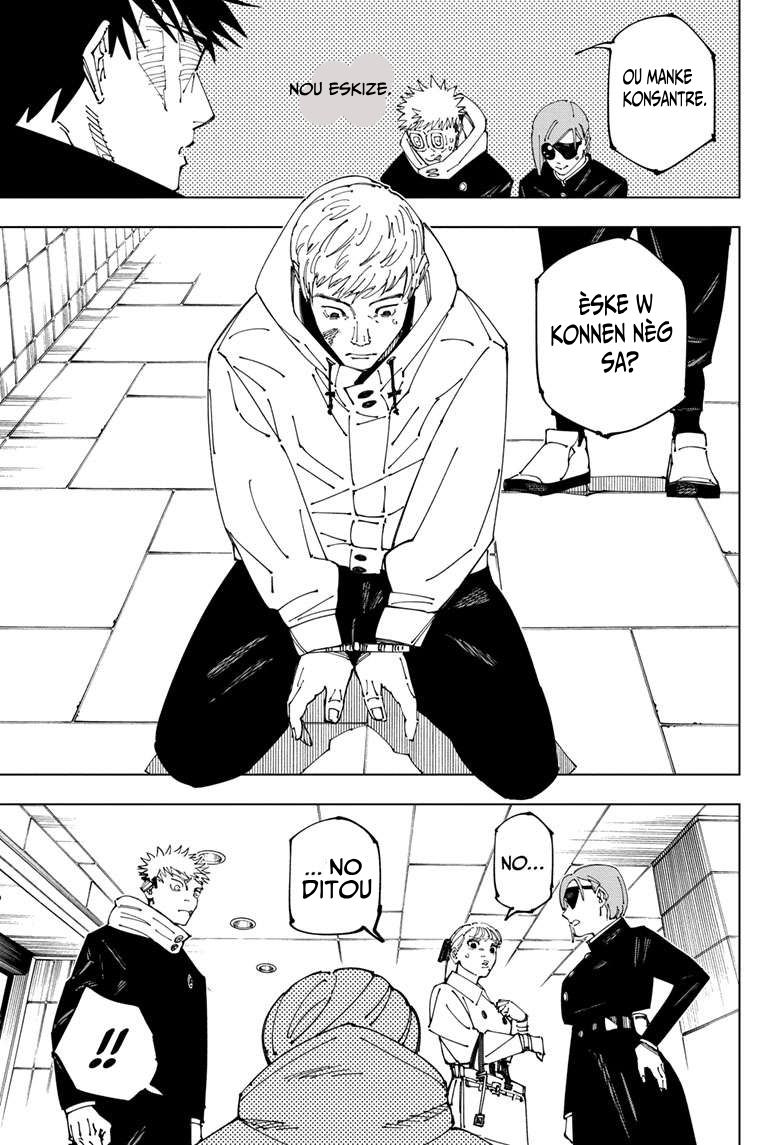 OU MANKE
KONSANTRE.
NOU ESKIZE.
ÈSKE W
KONNEN NÈG
SA?
NO...
... NO
DITOU
!!